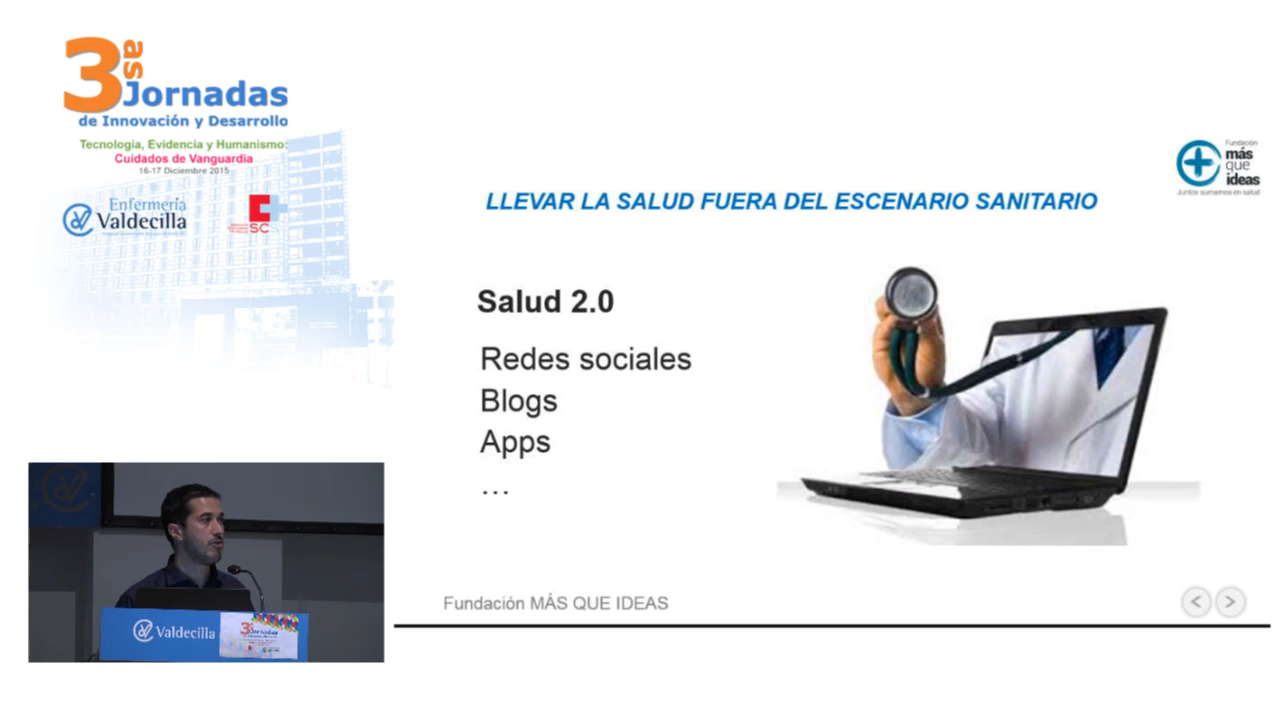 3as
Jornadas
de Innovación y Desarrollo
Tecnología, Evidencia y Humanismo:
Cuidados de Vanguardia
16-17 Diciembre 2015
Enfermería
Valdecilla
SC
Fundación
más
que
ideas
Juntos sumamos en salud
LLEVAR LA SALUD FUERA DEL ESCENARIO SANITARIO
Salud 2.0
Redes sociales
Blogs
Apps
...
Fundación MÁS QUE IDEAS
Valdecilla
3as
Jornadas